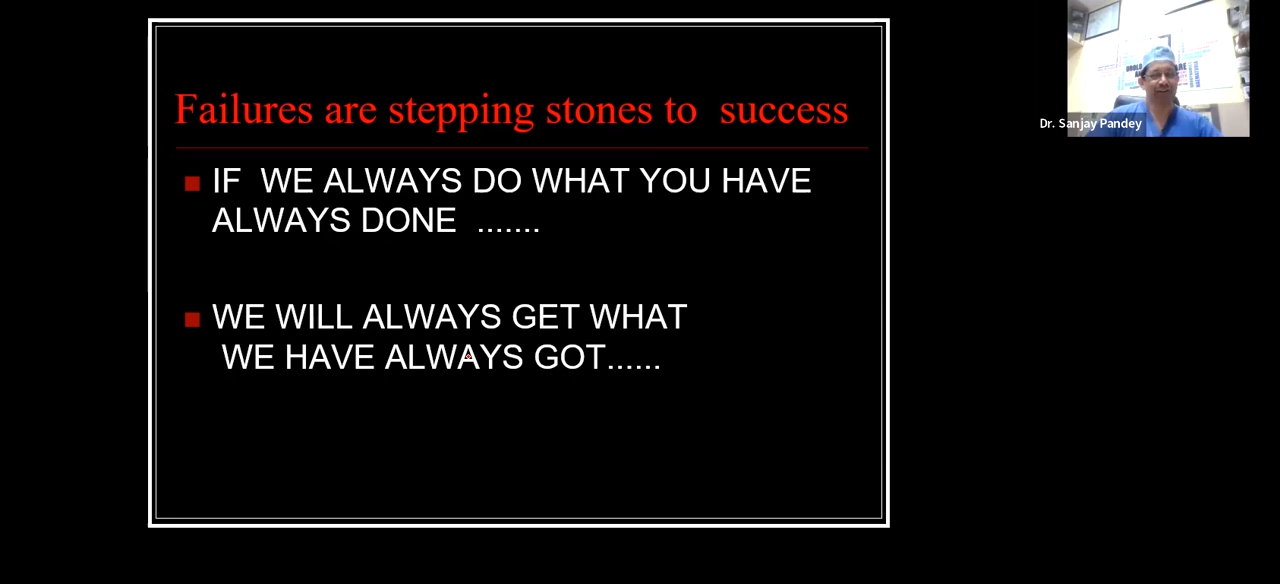 Failures are stepping stones to  success
IF  WE ALWAYS DO WHAT YOU HAVE
ALWAYS DONE  .......
WE WILL ALWAYS GET WHAT
WE HAVE ALWAYS GOT......
Dr. Sanjay Pandey